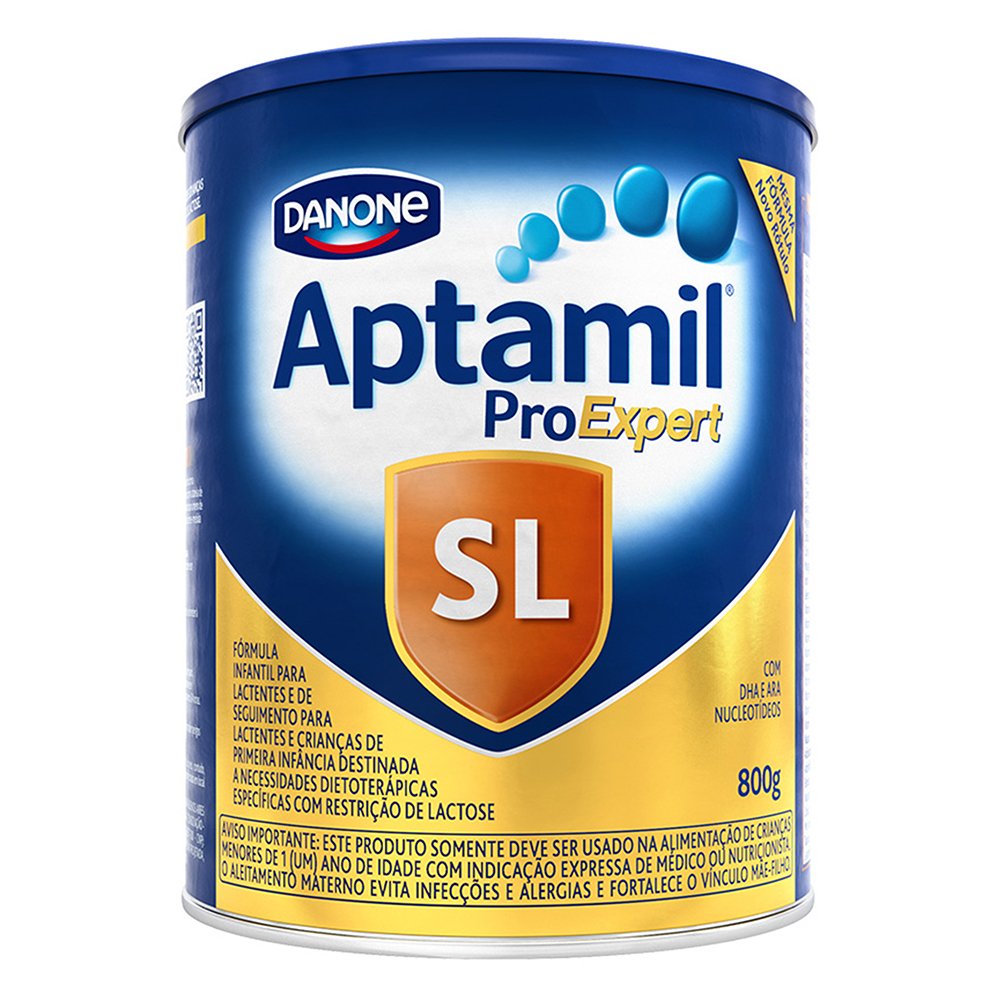 DANONE
Aptamil®
ProExpert
SL
MESMA
FÓRMULA
Novo Rótulo
FÓRMULA
INFANTIL PARA
LACTENTES E DE
SEGUIMENTO PARA
LACTENTES E CRIANÇAS DE
PRIMEIRA INFÂNCIA DESTINADA
A NECESSIDADES DIETOTERÁPICAS
ESPECÍFICAS COM RESTRIÇÃO DE LACTOSE
COM
DHA E ARA
NUCLEOTÍDEOS
800g
AVISO IMPORTANTE: ESTE PRODUTO SOMENTE DEVE SER USADO NA ALIMENTAÇÃO DE CRIANÇAS
MENORES DE 1 (UM) ANO DE IDADE COM INDICAÇÃO EXPRESSA DE MÉDICO OU NUTRICIONISTA.
O ALEITAMENTO MATERNO EVITA INFECÇÕES E ALERGIAS E FORTALECE O VÍNCULO MÃE-FILHO